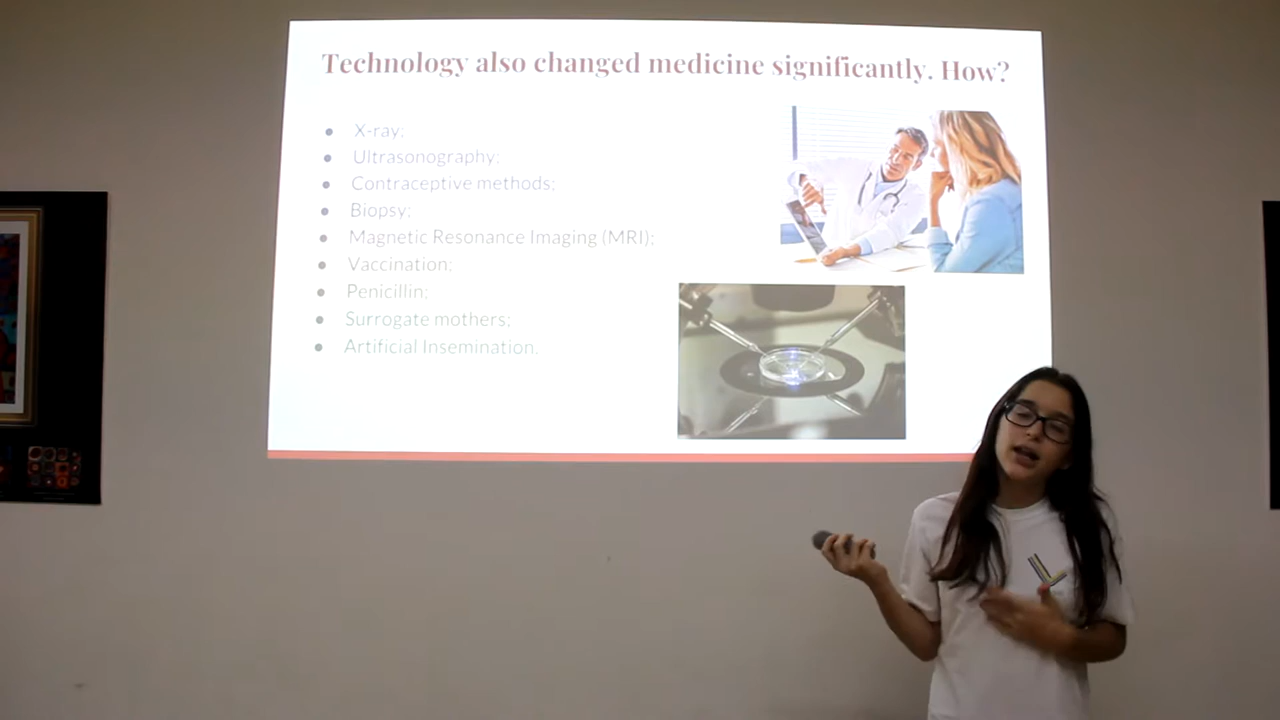 Technology also changed medicine significantly. How?
● X-ray;
● Ultrasonography;
● Contraceptive methods;
● Biopsy;
● Magnetic Resonance Imaging (MRI);
● Vaccination;
● Penicillin;
● Surrogate mothers;
● Artificial Insemination.